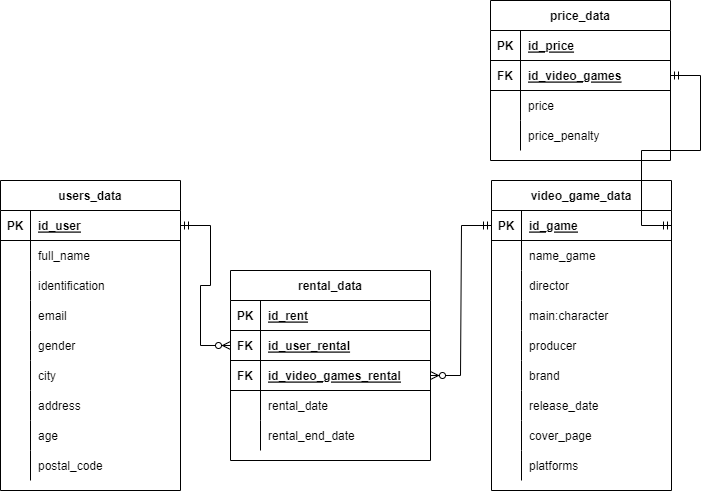 price_data
PK id_price
FK id_video_games
price
price_penalty
users_data
PK id_user
full_name
identification
email
gender
city
address
age
postal_code
rental_data
PK id_rent
FK id_user_rental
FK id_video_games_rental
rental_date
rental_end_date
video_game_data
PK id_game
name_game
director
main:character
producer
brand
release_date
cover_page
platforms